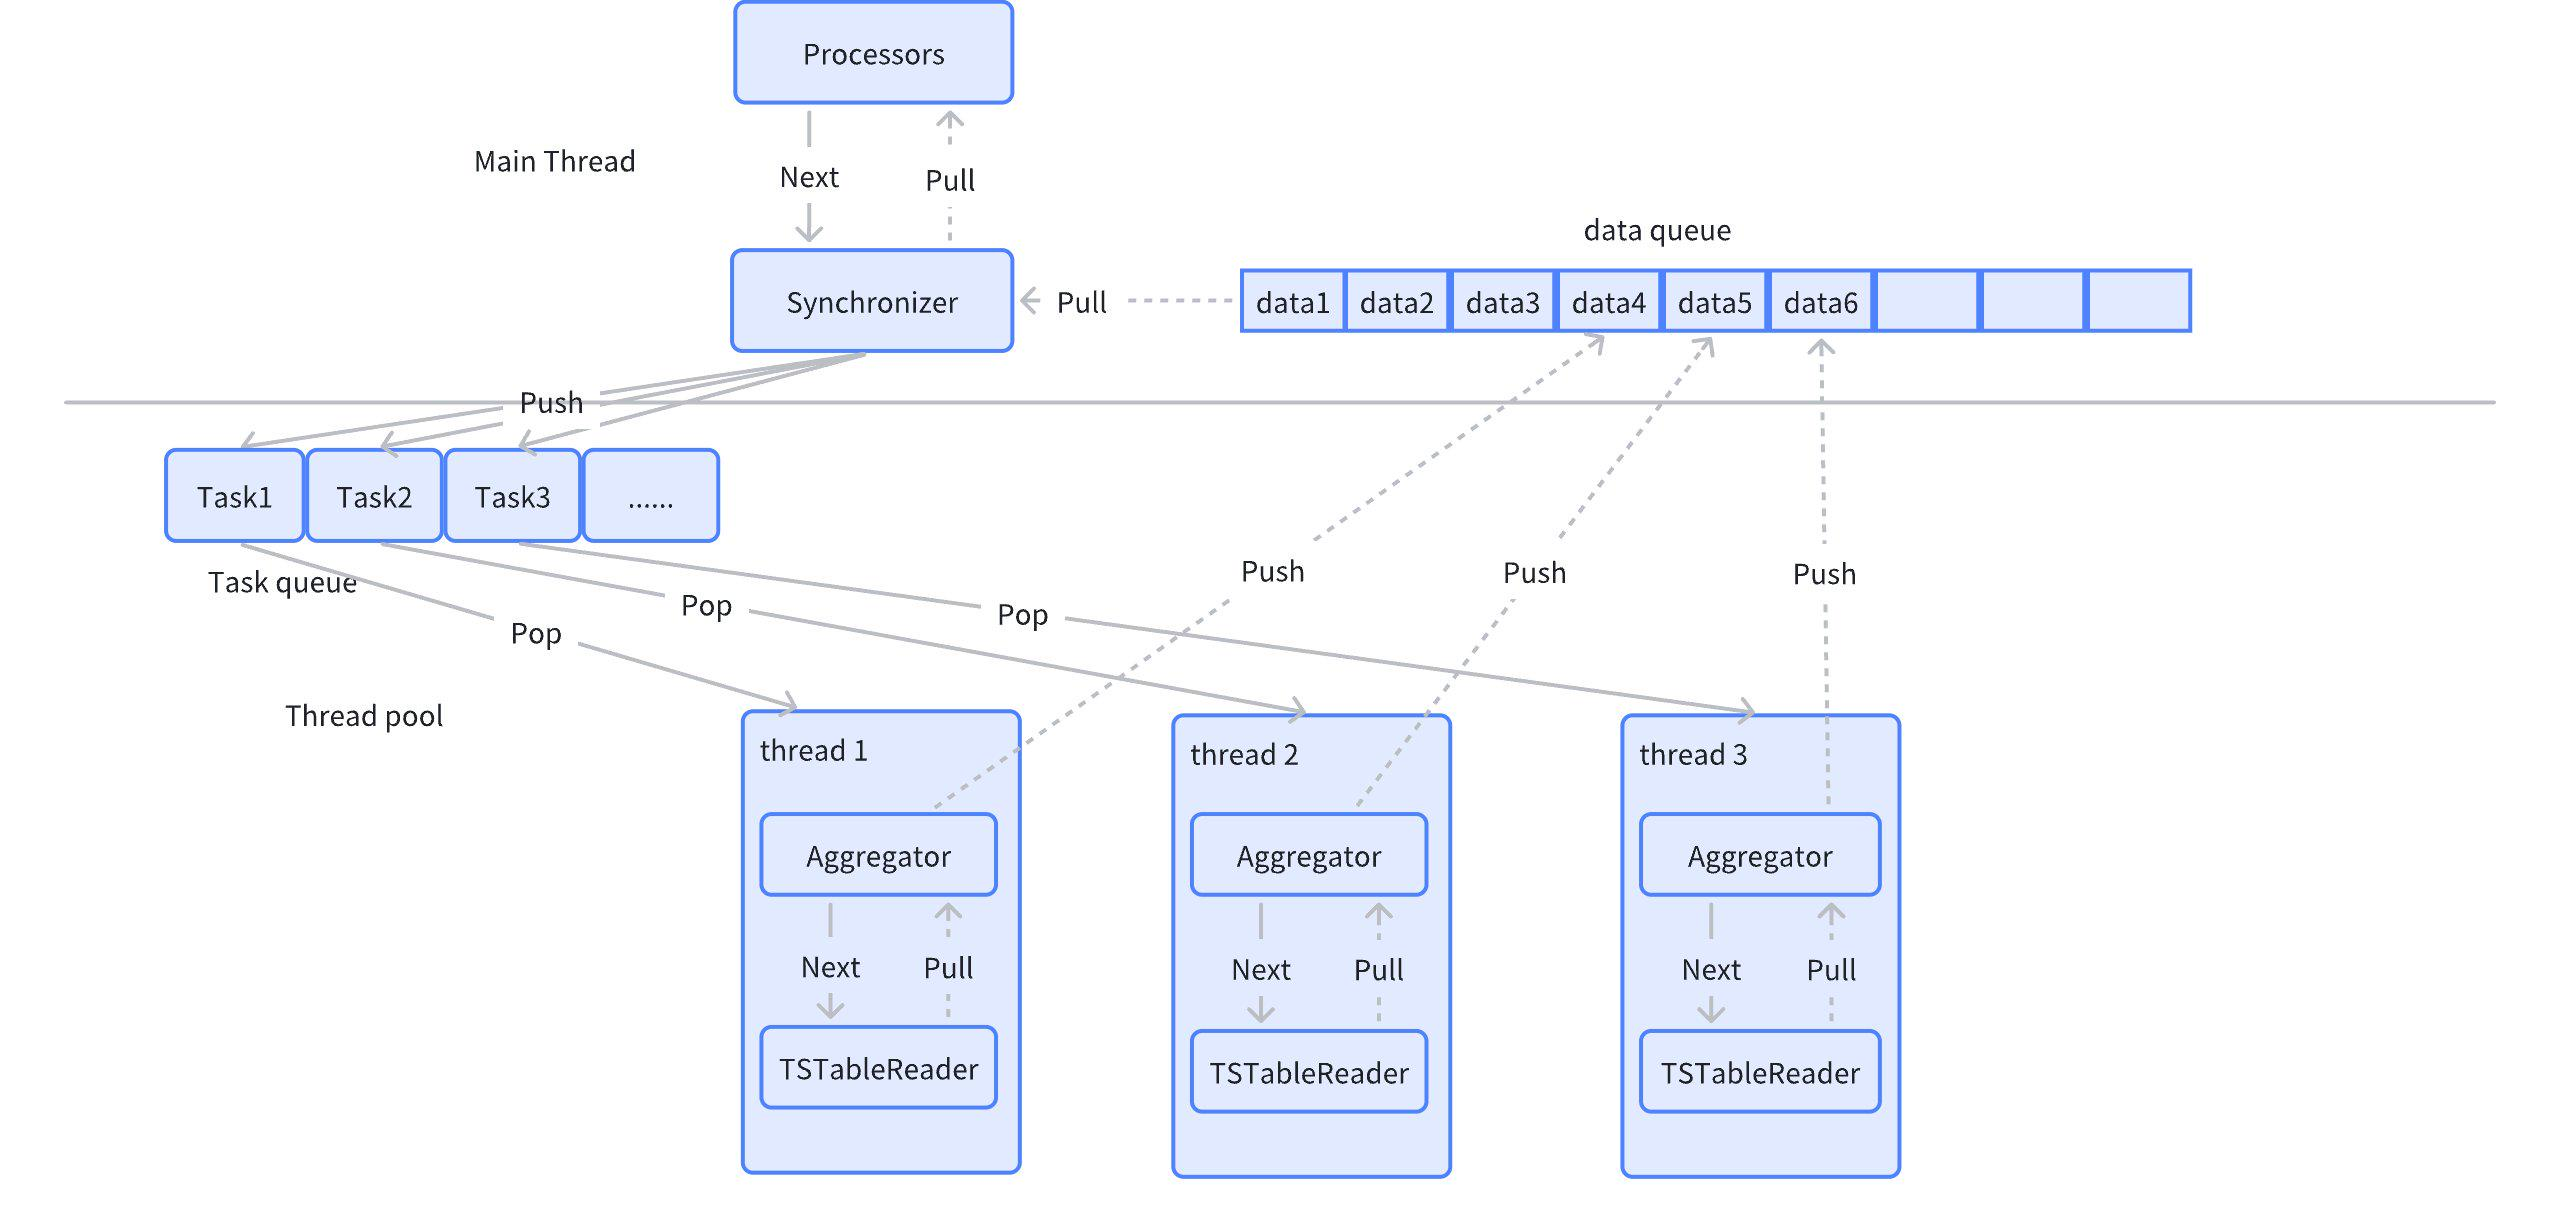 Processors
Main Thread
Next
Pull
data queue
Synchronizer
Pull
data1 data2 data3 data4 data5 data6
Push
Task1 Task2 Task3 ......
Task queue
Pop
Pop
Pop
Push
Push
Push
Thread pool
thread 1
Aggregator
Next
Pull
TSTableReader
thread 2
Aggregator
Next
Pull
TSTableReader
thread 3
Aggregator
Next
Pull
TSTableReader